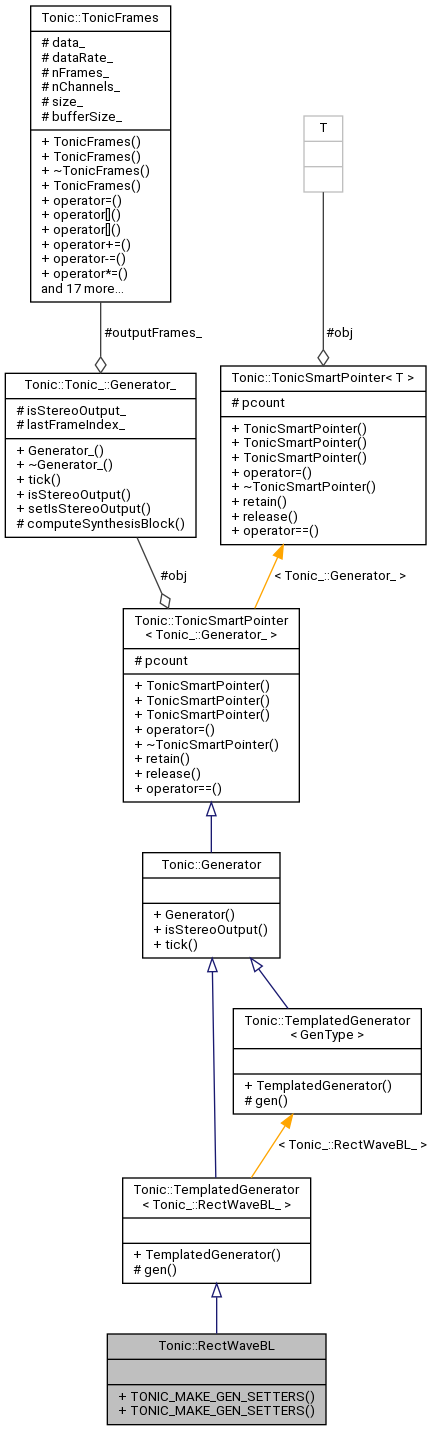 Tonic::TonicFrames
# data_
# dataRate_
# nFrames_
# nChannels_
# size_
# bufferSize_
+ TonicFrames()
+ TonicFrames()
+ ~TonicFrames()
+ TonicFrames()
+ operator=()
+ operator[]()
+ operator[]()
+ operator+=()
+ operator-=()
+ operator*=()
and 17 more...
T
#outputFrames_
#obj
Tonic::Tonic_::Generator_
# isStereoOutput_
# lastFrameIndex_
+ Generator_()
+ ~Generator_()
+ tick()
+ isStereoOutput()
+ setIsStereoOutput()
# computeSynthesisBlock()
Tonic::TonicSmartPointer< T >
# pcount
+ TonicSmartPointer()
+ TonicSmartPointer()
+ TonicSmartPointer()
+ operator=()
+ ~TonicSmartPointer()
+ retain()
+ release()
+ operator==()
#obj
< Tonic_::Generator_ >
Tonic::TonicSmartPointer
< Tonic_::Generator_ >
# pcount
+ TonicSmartPointer()
+ TonicSmartPointer()
+ TonicSmartPointer()
+ operator=()
+ ~TonicSmartPointer()
+ retain()
+ release()
+ operator==()
Tonic::Generator
+ Generator()
+ isStereoOutput()
+ tick()
Tonic::TemplatedGenerator
< GenType >
+ TemplatedGenerator()
# gen()
< Tonic_::RectWaveBL_ >
Tonic::TemplatedGenerator
< Tonic_::RectWaveBL_ >
+ TemplatedGenerator()
# gen()
Tonic::RectWaveBL
+ TONIC_MAKE_GEN_SETTERS()
+ TONIC_MAKE_GEN_SETTERS()